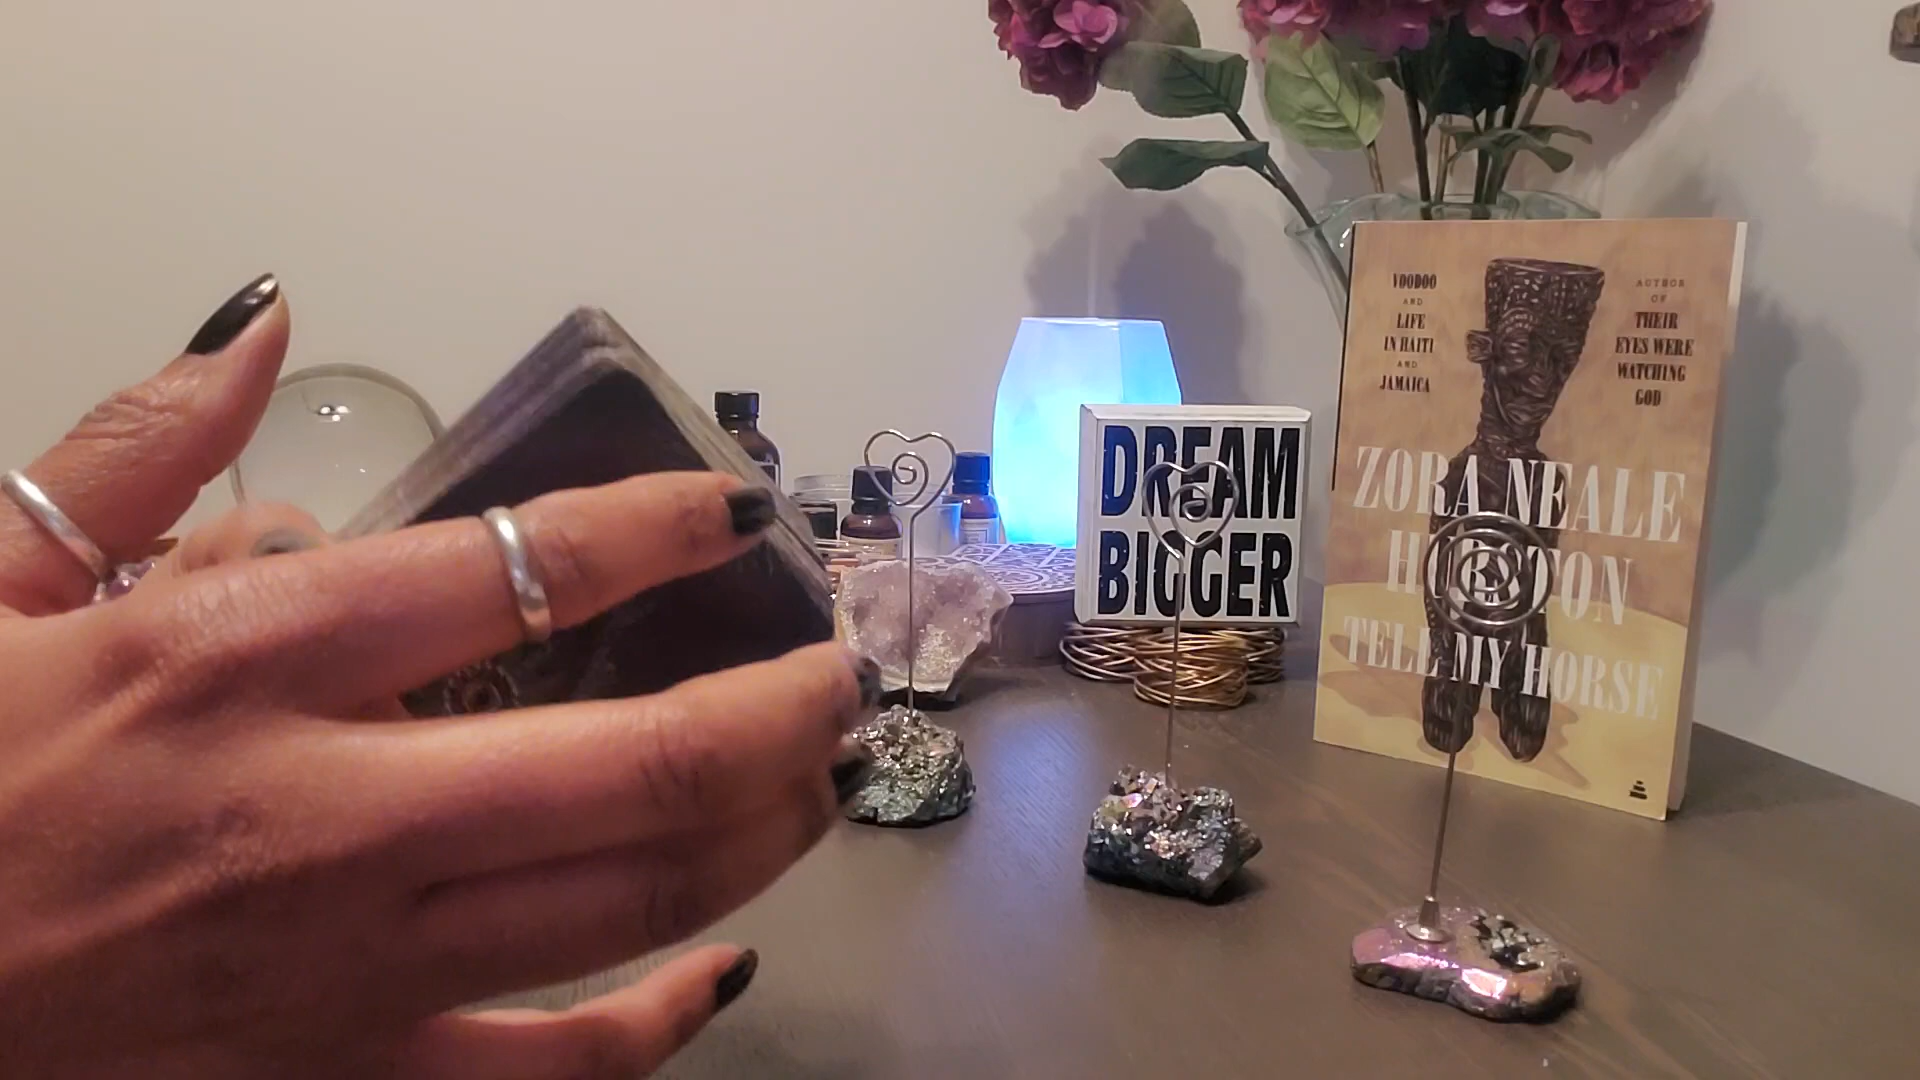 DREAM
BIGGER
VOODOO
AND
LIFE
IN HAITI
AND
JAMAICA
AUTHOR
OF
THEIR
EYES WERE
WATCHING
GOD
ZORA NEALE
HURSTON
TELL MY HORSE